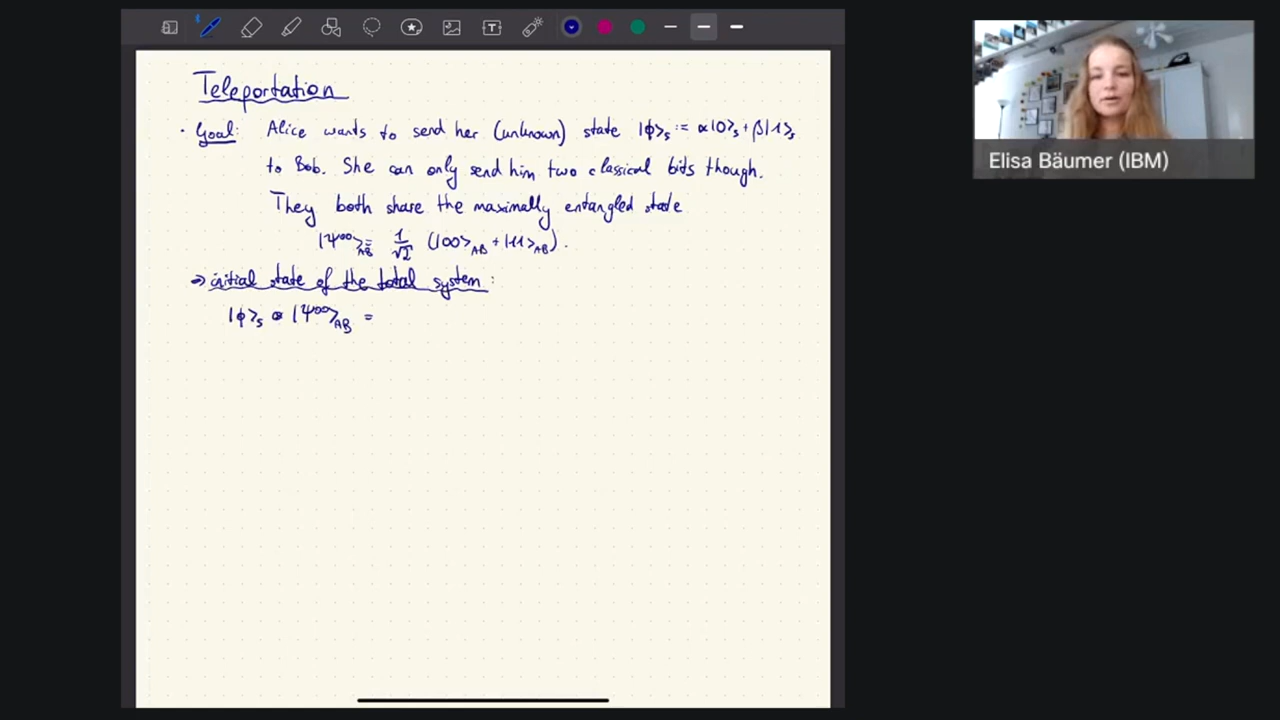 Teleportation
· Goal: Alice wants to send her (unknown) state |ϕ⟩_S := α|0⟩_S + β|1⟩_S
to Bob. She can only send him two classical bits though.
They both share the maximally entangled state
|ψ⁰⁰⟩_AB = 1/√2 (|00⟩_AB + |11⟩_AB).
→ initial state of the total system:
|ϕ⟩_S ⊗ |ψ⁰⁰⟩_AB =
Elisa Bäumer (IBM)